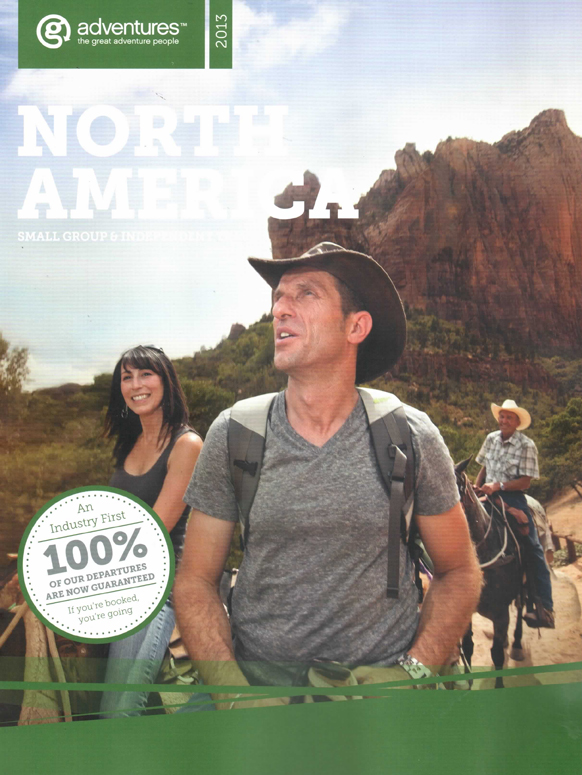 adventures™
the great adventure people
2013
NORTH
AMERICA
SMALL GROUP & INDEPENDENT
An
Industry First
100%
OF OUR DEPARTURES
ARE NOW GUARANTEED
If you're booked,
you're going